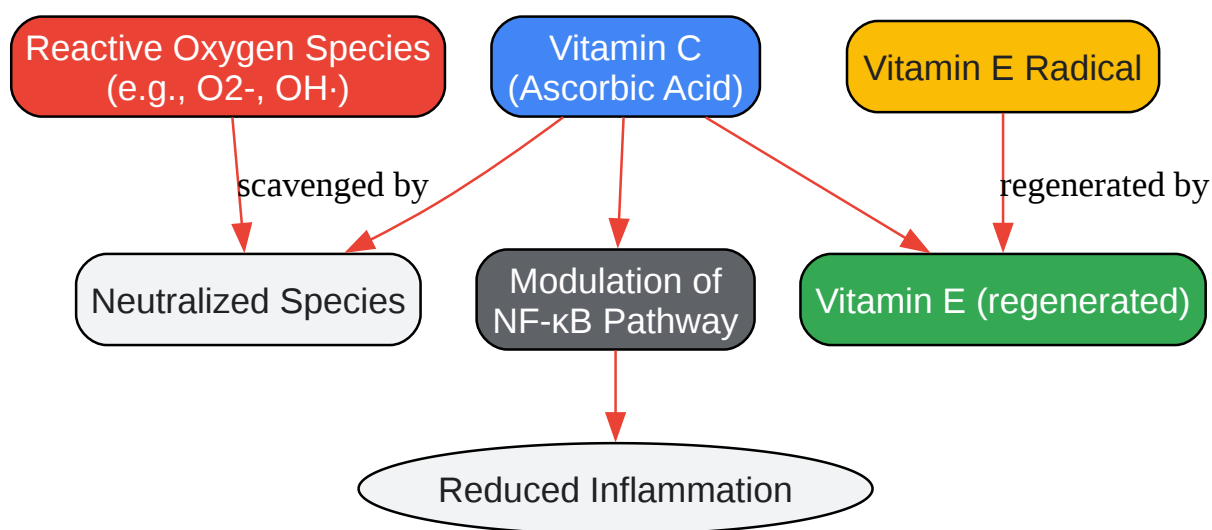 Reactive Oxygen Species
(e.g., O2-, OH·)
Vitamin C
(Ascorbic Acid)
Vitamin E Radical
scavenged by
regenerated by
Neutralized Species
Modulation of
NF-κB Pathway
Vitamin E (regenerated)
Reduced Inflammation